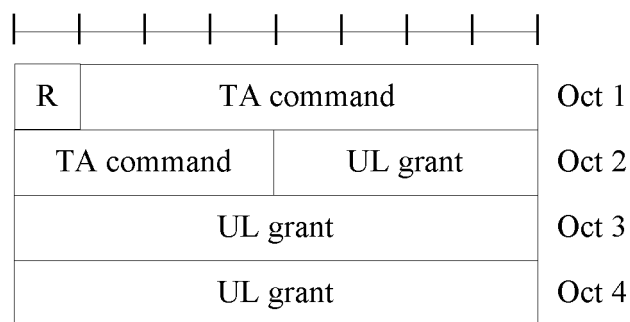 R TA command Oct 1
TA command UL grant Oct 2
UL grant Oct 3
UL grant Oct 4